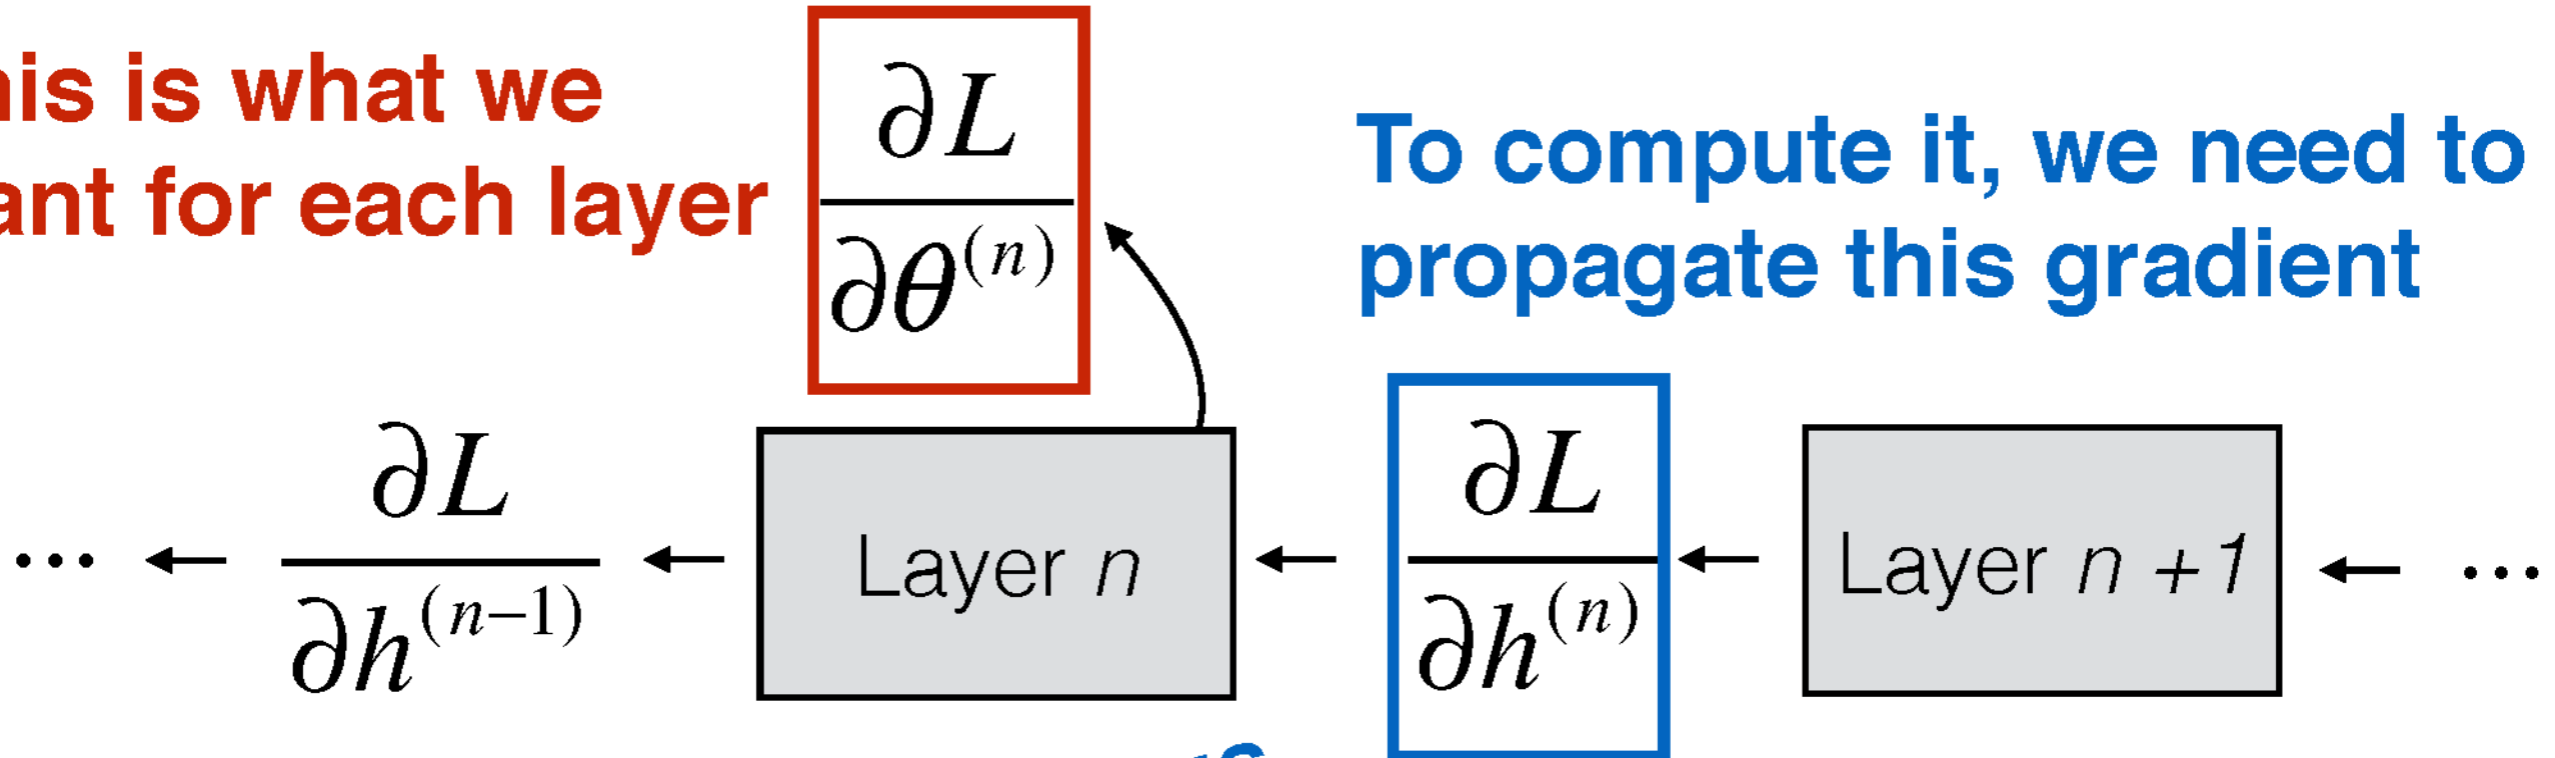 his is what we
ant for each layer
∂L
∂θ^(n)
To compute it, we need to
propagate this gradient
... ← ∂L/∂h^(n−1) ← Layer n ← ∂L/∂h^(n) ← Layer n + 1 ← ...